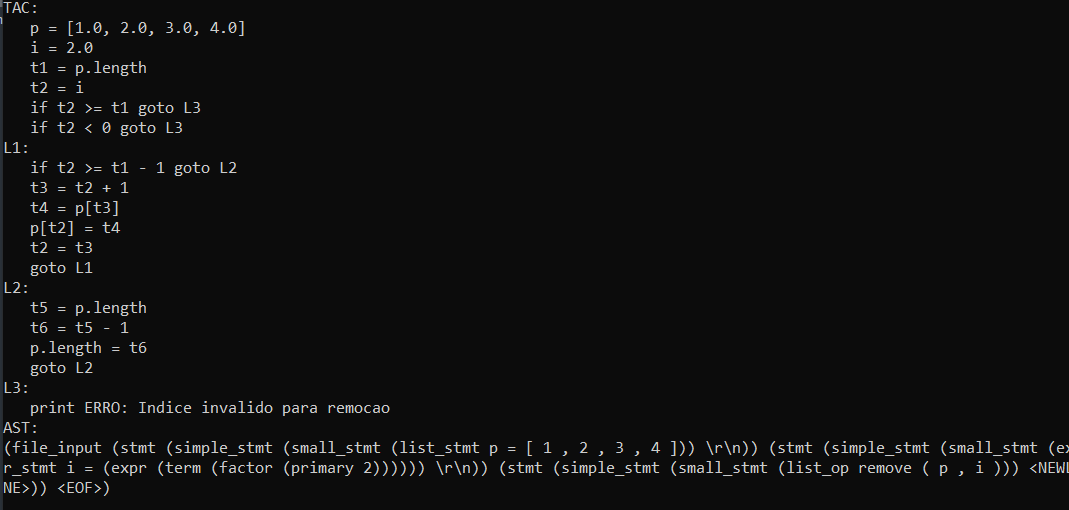 TAC:
p = [1.0, 2.0, 3.0, 4.0]
i = 2.0
t1 = p.length
t2 = i
if t2 >= t1 goto L3
if t2 < 0 goto L3
L1:
if t2 >= t1 - 1 goto L2
t3 = t2 + 1
t4 = p[t3]
p[t2] = t4
t2 = t3
goto L1
L2:
t5 = p.length
t6 = t5 - 1
p.length = t6
goto L2
L3:
print ERRO: Indice invalido para remocao
AST:
(file_input (stmt (simple_stmt (small_stmt (list_stmt p = [ 1 , 2 , 3 , 4 ])) \r\n)) (stmt (simple_stmt (small_stmt (ex
r_stmt i = (expr (term (factor (primary 2)))))) \r\n)) (stmt (simple_stmt (small_stmt (list_op remove ( p , i ))) <NEWL
NE>)) <EOF>)